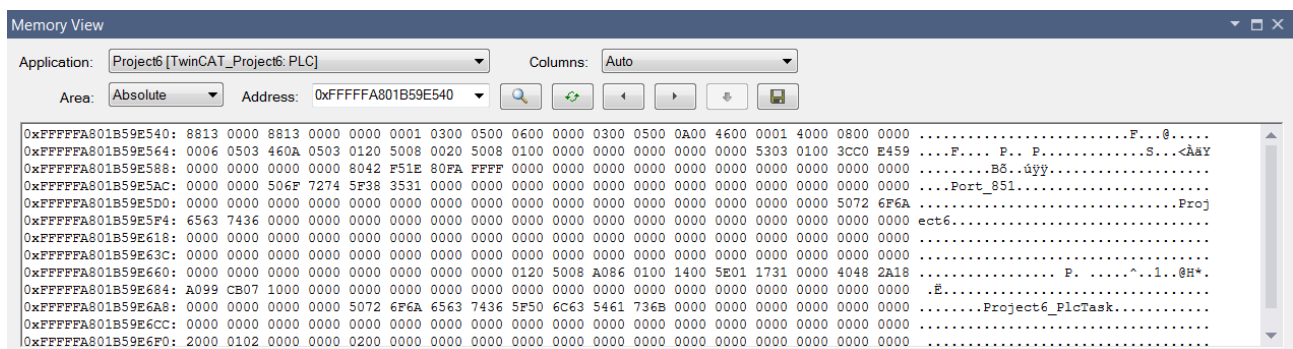 Memory View
Application: Project6 [TwinCAT_Project6: PLC] Columns: Auto
Area: Absolute Address: 0xFFFFFA801B59E540
0xFFFFFA801B59E540: 8813 0000 8813 0000 0000 0001 0300 0500 0600 0000 0300 0500 0A00 4600 0001 4000 0800 0000 ............................F...@.....
0xFFFFFA801B59E564: 0006 0503 460A 0503 0120 5008 0020 5008 0100 0000 0000 0000 0000 0000 5303 0100 3CC0 E459 ....F.... P.. P.............S...<ÀäY
0xFFFFFA801B59E588: 0000 0000 0000 0000 8042 F51E 80FA FFFF 0000 0000 0000 0000 0000 0000 0000 0000 0000 0000 .........Bõ..úÿÿ....................
0xFFFFFA801B59E5AC: 0000 0000 506F 7274 5F38 3531 0000 0000 0000 0000 0000 0000 0000 0000 0000 0000 0000 0000 ....Port_851........................
0xFFFFFA801B59E5D0: 0000 0000 0000 0000 0000 0000 0000 0000 0000 0000 0000 0000 0000 0000 0000 0000 5072 6F6A ................................Proj
0xFFFFFA801B59E5F4: 6563 7436 0000 0000 0000 0000 0000 0000 0000 0000 0000 0000 0000 0000 0000 0000 0000 0000 ect6................................
0xFFFFFA801B59E618: 0000 0000 0000 0000 0000 0000 0000 0000 0000 0000 0000 0000 0000 0000 0000 0000 0000 0000 ....................................
0xFFFFFA801B59E63C: 0000 0000 0000 0000 0000 0000 0000 0000 0000 0000 0000 0000 0000 0000 0000 0000 0000 0000 ....................................
0xFFFFFA801B59E660: 0000 0000 0000 0000 0000 0000 0000 0000 0120 5008 A086 0100 1400 5E01 1731 0000 4048 2A18 ................. P. .....^..1..@H*.
0xFFFFFA801B59E684: A099 CB07 1000 0000 0000 0000 0000 0000 0000 0000 0000 0000 0000 0000 0000 0000 0000 0000 .Ë................................
0xFFFFFA801B59E6A8: 0000 0000 0000 0000 5072 6F6A 6563 7436 5F50 6C63 5461 736B 0000 0000 0000 0000 0000 0000 ........Project6_PlcTask............
0xFFFFFA801B59E6CC: 0000 0000 0000 0000 0000 0000 0000 0000 0000 0000 0000 0000 0000 0000 0000 0000 0000 0000 ....................................
0xFFFFFA801B59E6F0: 2000 0102 0000 0000 0200 0000 0000 0000 0000 0000 0000 0000 0000 0000 0000 0000 0000 0000 ...................................